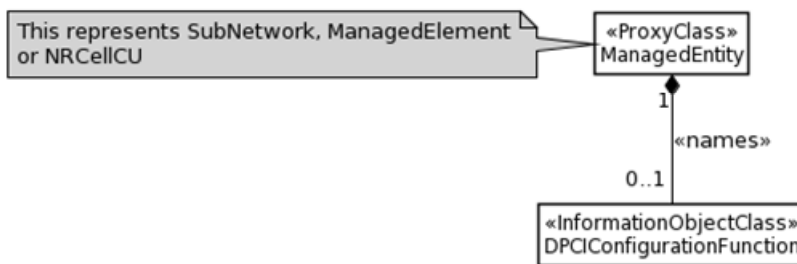 This represents SubNetwork, ManagedElement
or NRCellCU
«ProxyClass»
ManagedEntity
1
«names»
0..1
«InformationObjectClass»
DPCIConfigurationFunction